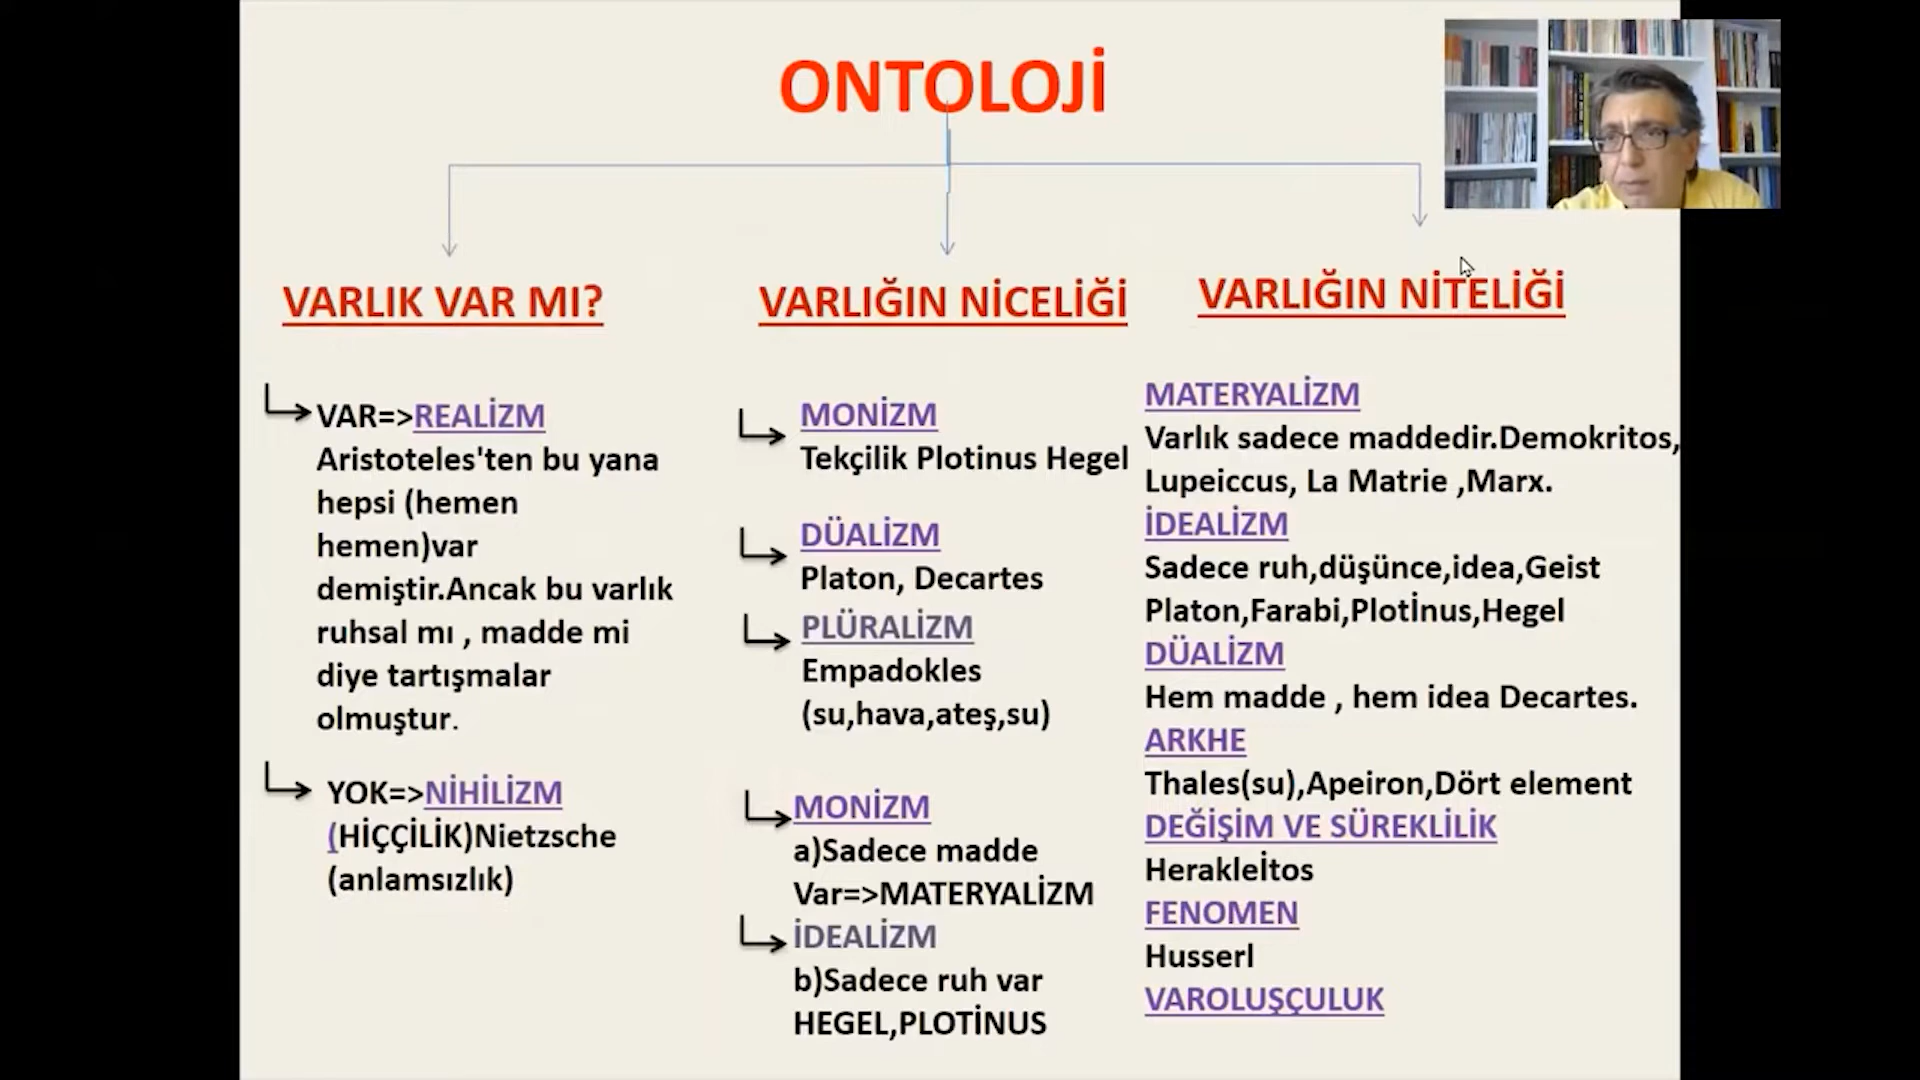 ONTOLOJİ
VARLIK VAR MI?
VAR=>REALİZM
Aristoteles'ten bu yana
hepsi (hemen
hemen)var
demiştir.Ancak bu varlık
ruhsal mı , madde mi
diye tartışmalar
olmuştur.
YOK=>NİHİLİZM
(HİÇÇİLİK)Nietzsche
(anlamsızlık)
VARLIĞIN NİCELİĞİ
MONİZM
Tekçilik Plotinus Hegel
DÜALİZM
Platon, Decartes
PLÜRALİZM
Empadokles
(su,hava,ateş,su)
MONİZM
a)Sadece madde
Var=>MATERYALİZM
İDEALİZM
b)Sadece ruh var
HEGEL,PLOTİNUS
VARLIĞIN NİTELİĞİ
MATERYALİZM
Varlık sadece maddedir.Demokritos,
Lupeiccus, La Matrie ,Marx.
İDEALİZM
Sadece ruh,düşünce,idea,Geist
Platon,Farabi,Plotİnus,Hegel
DÜALİZM
Hem madde , hem idea Decartes.
ARKHE
Thales(su),Apeiron,Dört element
DEĞİŞİM VE SÜREKLİLİK
Herakleİtos
FENOMEN
Husserl
VAROLUŞÇULUK